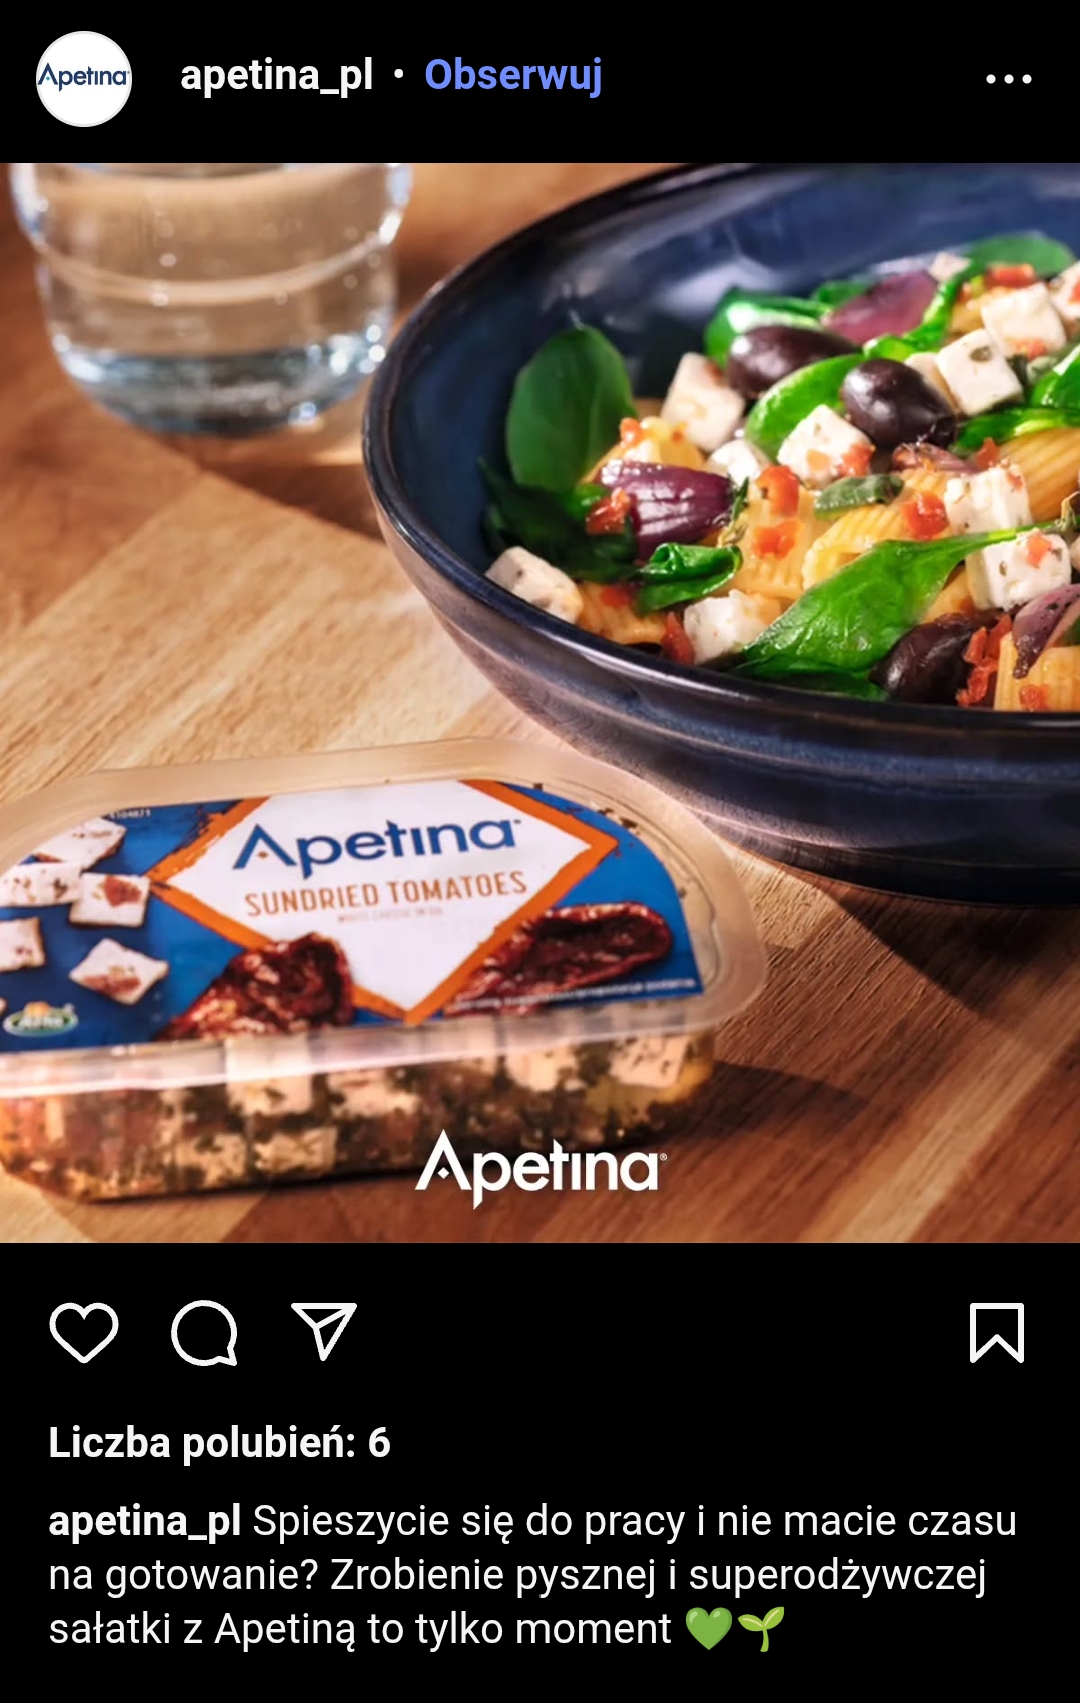 Apetina
apetina_pl • Obserwuj
Apetina
SUNDRIED TOMATOES
Apetina®
Liczba polubień: 6
apetina_pl Spieszycie się do pracy i nie macie czasu
na gotowanie? Zrobienie pysznej i superodżywczej
sałatki z Apetiną to tylko moment 💚🌱